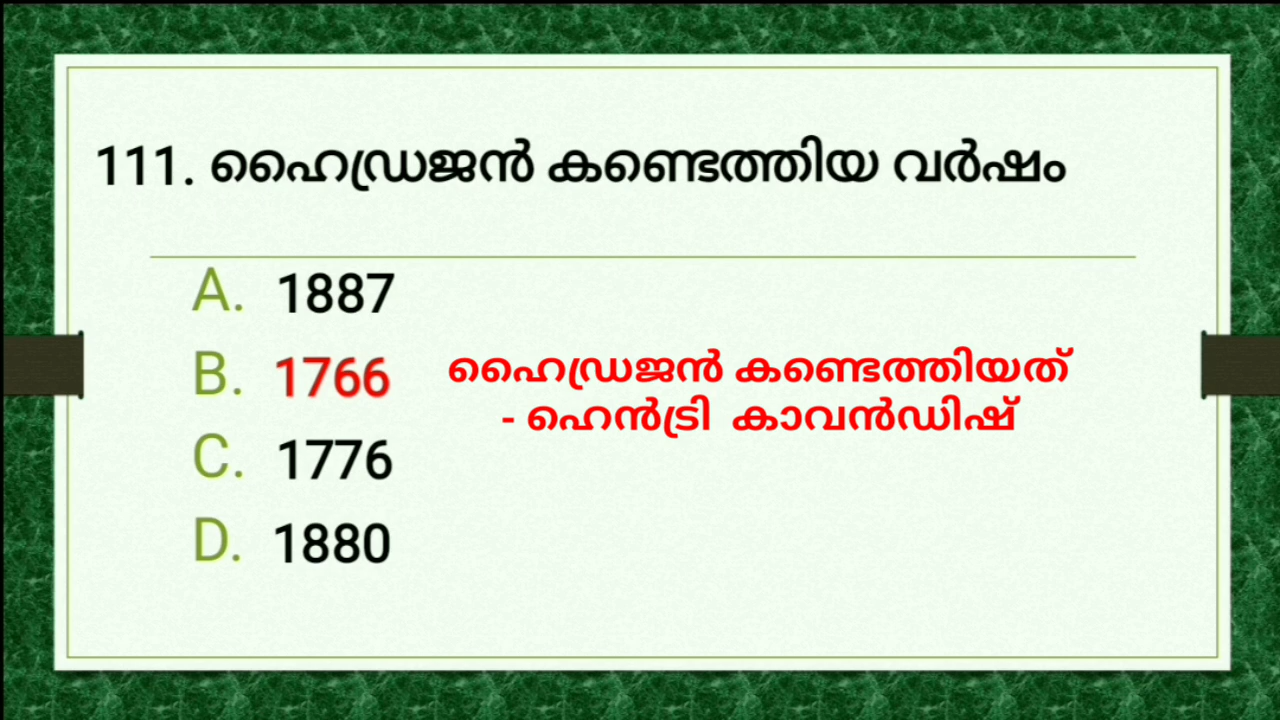 111. ഹൈഡ്രജൻ കണ്ടെത്തിയ വർഷം
A. 1887
B. 1766
ഹൈഡ്രജൻ കണ്ടെത്തിയത്
- ഹെൻട്രി കാവൻഡിഷ്
C. 1776
D. 1880